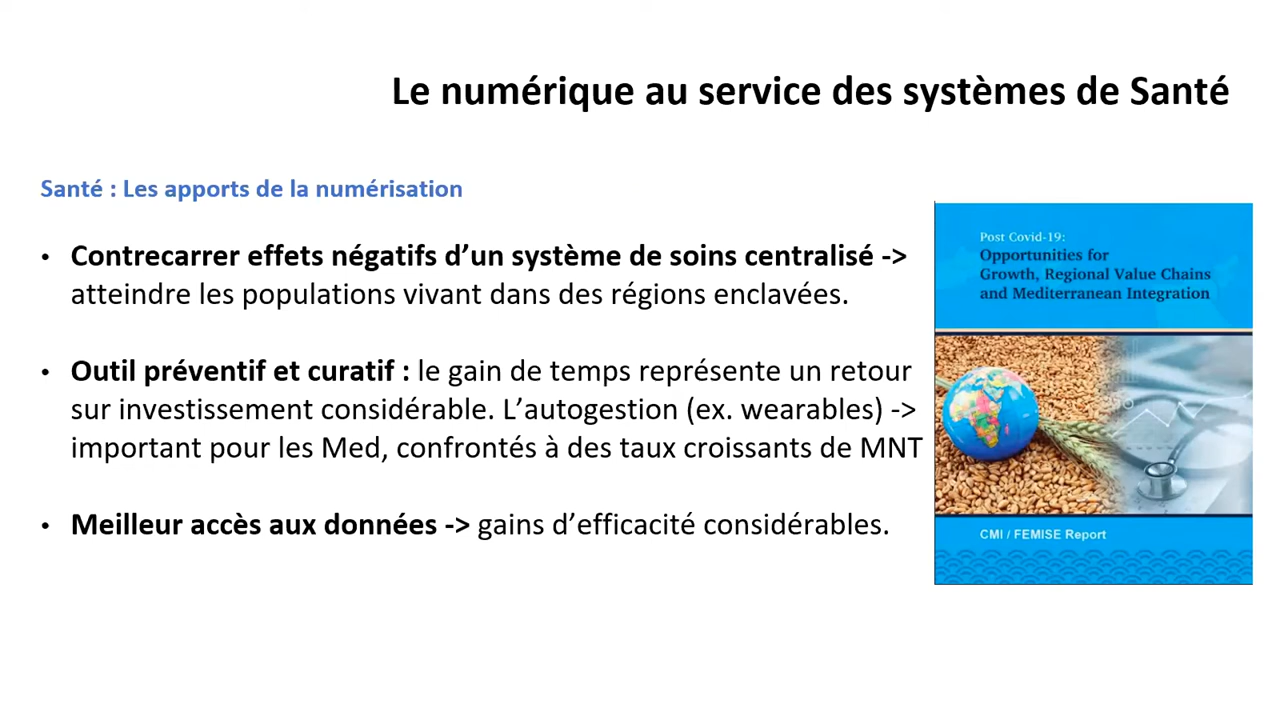 Le numérique au service des systèmes de Santé
Santé : Les apports de la numérisation
• Contrecarrer effets négatifs d’un système de soins centralisé ->
atteindre les populations vivant dans des régions enclavées.
• Outil préventif et curatif : le gain de temps représente un retour
sur investissement considérable. L’autogestion (ex. wearables) ->
important pour les Med, confrontés à des taux croissants de MNT
• Meilleur accès aux données -> gains d’efficacité considérables.
Post Covid-19:
Opportunities for
Growth, Regional Value Chains
and Mediterranean Integration
CMI / FEMISE Report